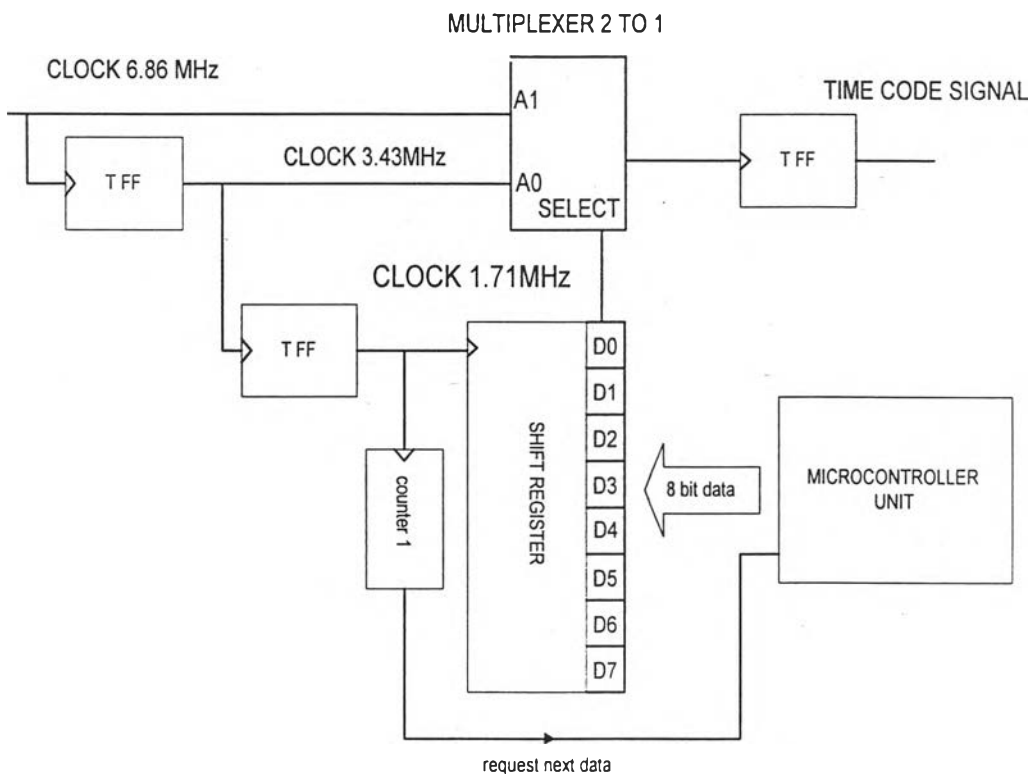 MULTIPLEXER 2 TO 1
CLOCK 6.86 MHz
TIME CODE SIGNAL
A1
T FF
CLOCK 3.43MHz
A0
SELECT
T FF
CLOCK 1.71MHz
T FF
D0
D1
D2
D3
D4
D5
D6
D7
SHIFT REGISTER
counter 1
8 bit data
MICROCONTROLLER
UNIT
request next data